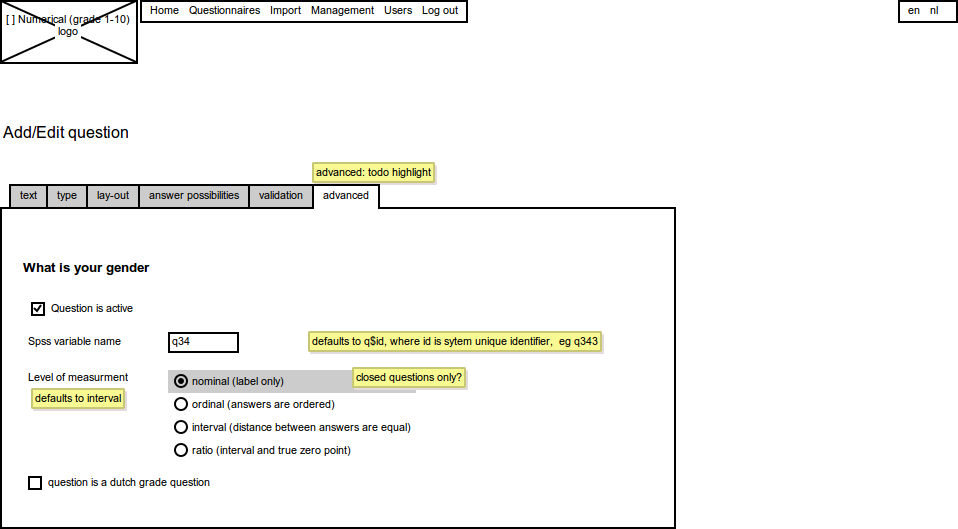 [ ] Numerical (grade 1-10)
logo
Home Questionnaires Import Management Users Log out
en nl
Add/Edit question
advanced: todo highlight
text type lay-out answer possibilities validation advanced
What is your gender
Question is active
Spss variable name q34 defaults to q$id, where id is sytem unique identifier, eg q343
Level of measurment
defaults to interval
nominal (label only) closed questions only?
ordinal (answers are ordered)
interval (distance between answers are equal)
ratio (interval and true zero point)
question is a dutch grade question